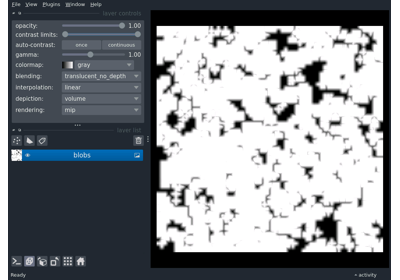 File View Plugins Window Help
layer controls
opacity: 1.00
contrast limits:
auto-contrast: once continuous
gamma: 1.00
colormap: gray
blending: translucent_no_depth
interpolation: linear
depiction: volume
rendering: mip
layer list
blobs
Ready activity